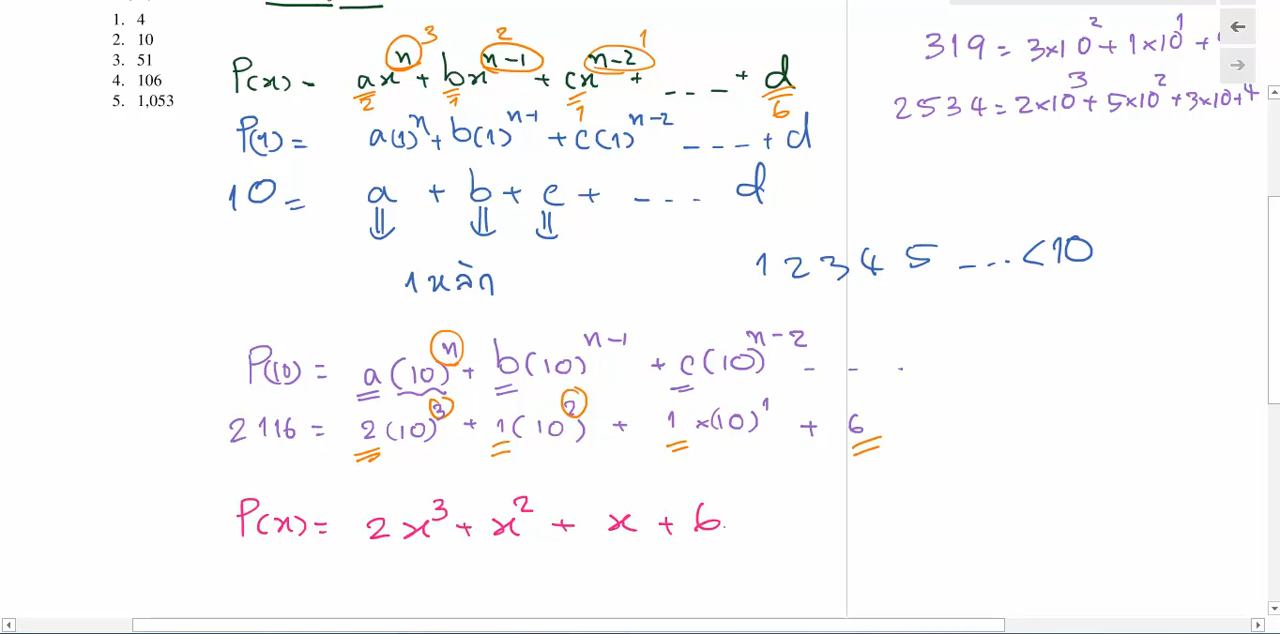 1. 4
2. 10
3. 51
4. 106
5. 1,053
3 2 1
P(x) = ax^n + bx^(n-1) + cx^(n-2) + - - - + d
2 1 1 6
P(1) = a(1)^n + b(1)^(n-1) + c(1)^(n-2) - - - + d
10 = a + b + c + - - - d
1 หลัก
1 2 3 4 5 - ... < 10
P(10) = a(10)^n + b(10)^(n-1) + c(10)^(n-2) - - .
2116 = 2(10)^3 + 1(10)^2 + 1×(10)^1 + 6
P(x) = 2x^3 + x^2 + x + 6.
319 = 3×10^2 + 1×10^1 +
2534 = 2×10^3 + 5×10^2 + 3×10+4